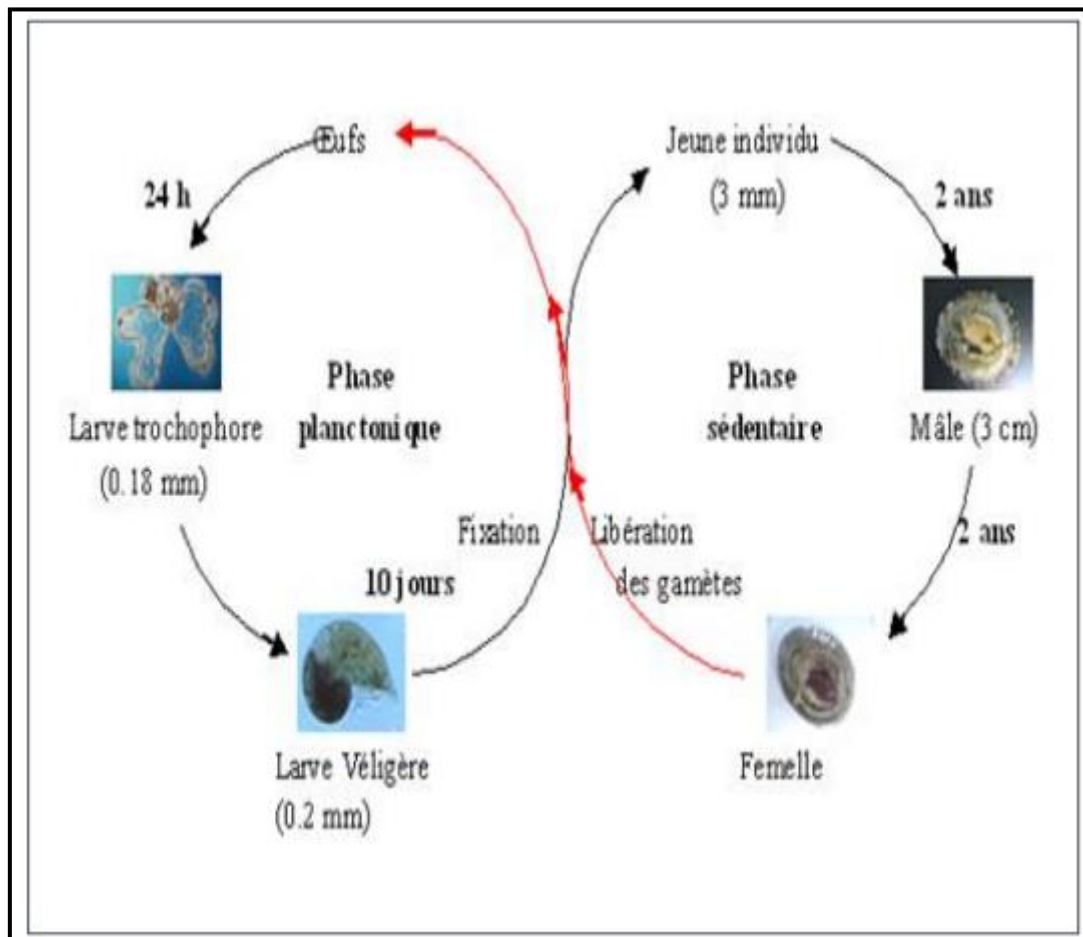 Œufs
24 h
Larve trochophore
(0.18 mm)
Phase
planctonique
10 jours
Larve Véligère
(0.2 mm)
Fixation
Jeune individu
(3 mm)
2 ans
Phase
sédentaire
Mâle (3 cm)
2 ans
Femelle
Libération
des gamètes